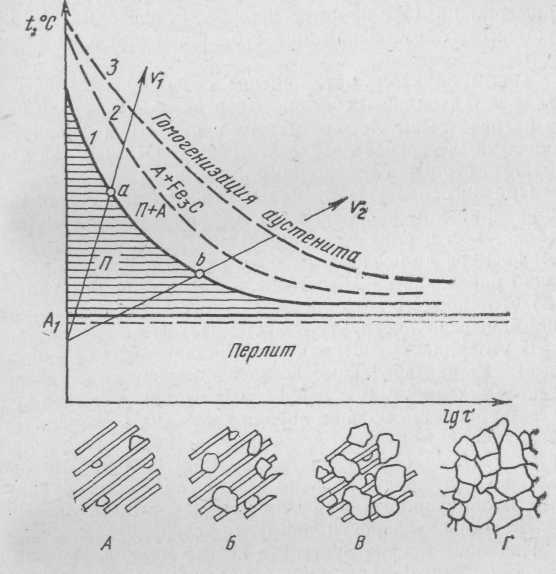 t,°C
3
V₁
2
1
Гомогенизация аустенита
A+Fe₃C
П+А
a
V₂
b
П
A₁
Перлит
lg τ
А
Б
В
Г